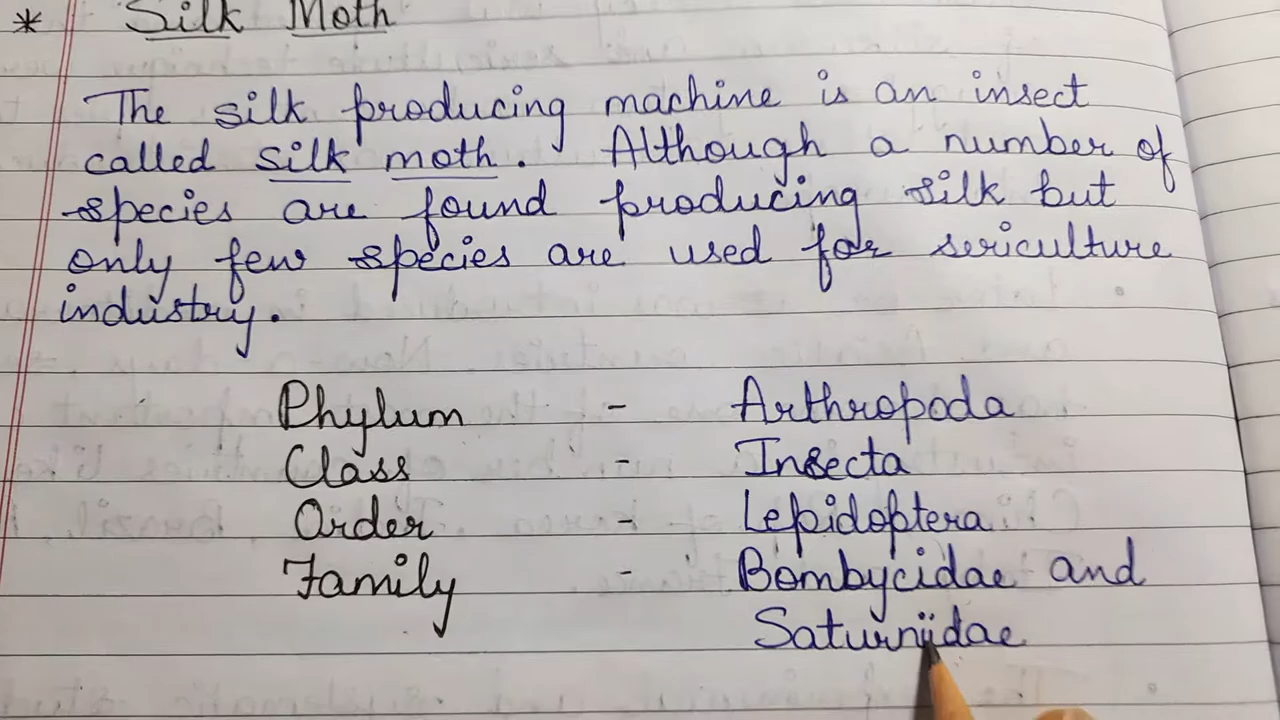 * Silk Moth
The silk producing machine is an insect
called silk moth. Although a number of
species are found producing silk but
only few species are used for sericulture
industry.
Phylum - Arthropoda
Class - Insecta
Order - Lepidoptera
Family - Bombycidae and
Saturniidae